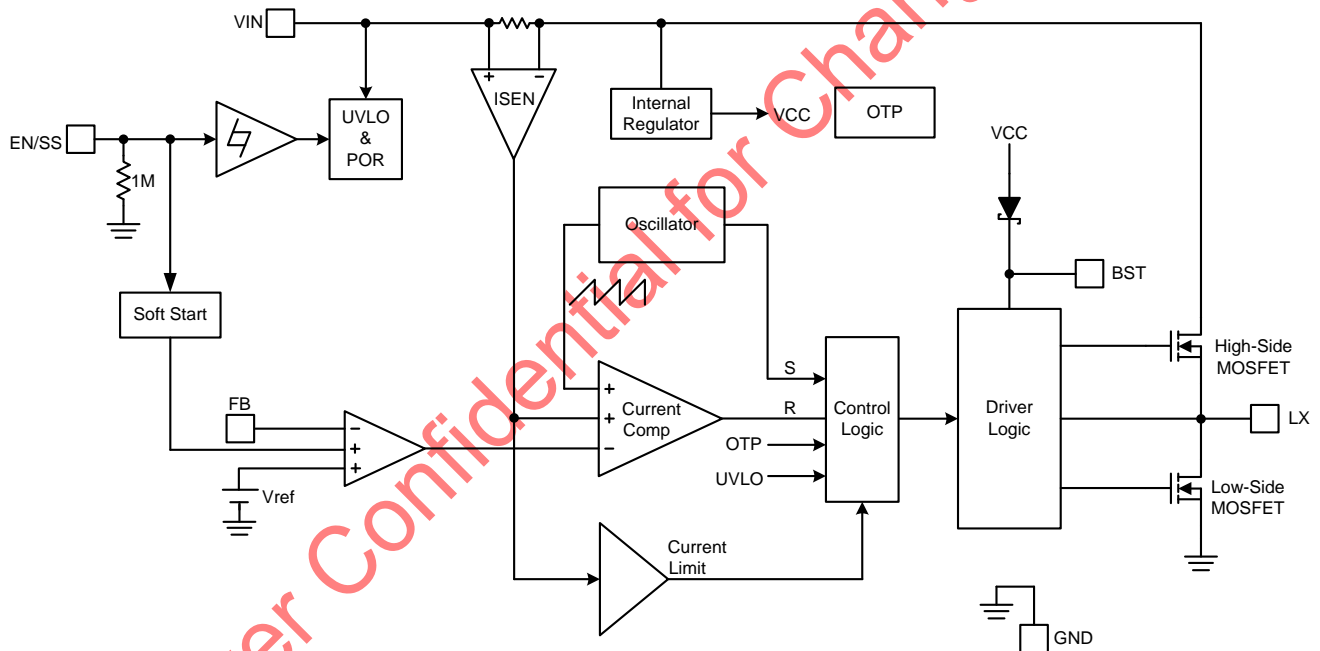 VIN
+ −
ISEN
UVLO
&
POR
Internal
Regulator
VCC
OTP
EN/SS
1M
VCC
Oscillator
BST
Soft Start
High-Side
MOSFET
S
FB
+
+
−
Current
Comp
R
Control
Logic
Driver
Logic
LX
−
+
+
OTP
UVLO
Vref
Low-Side
MOSFET
Current
Limit
GND
er Confidential for Chan